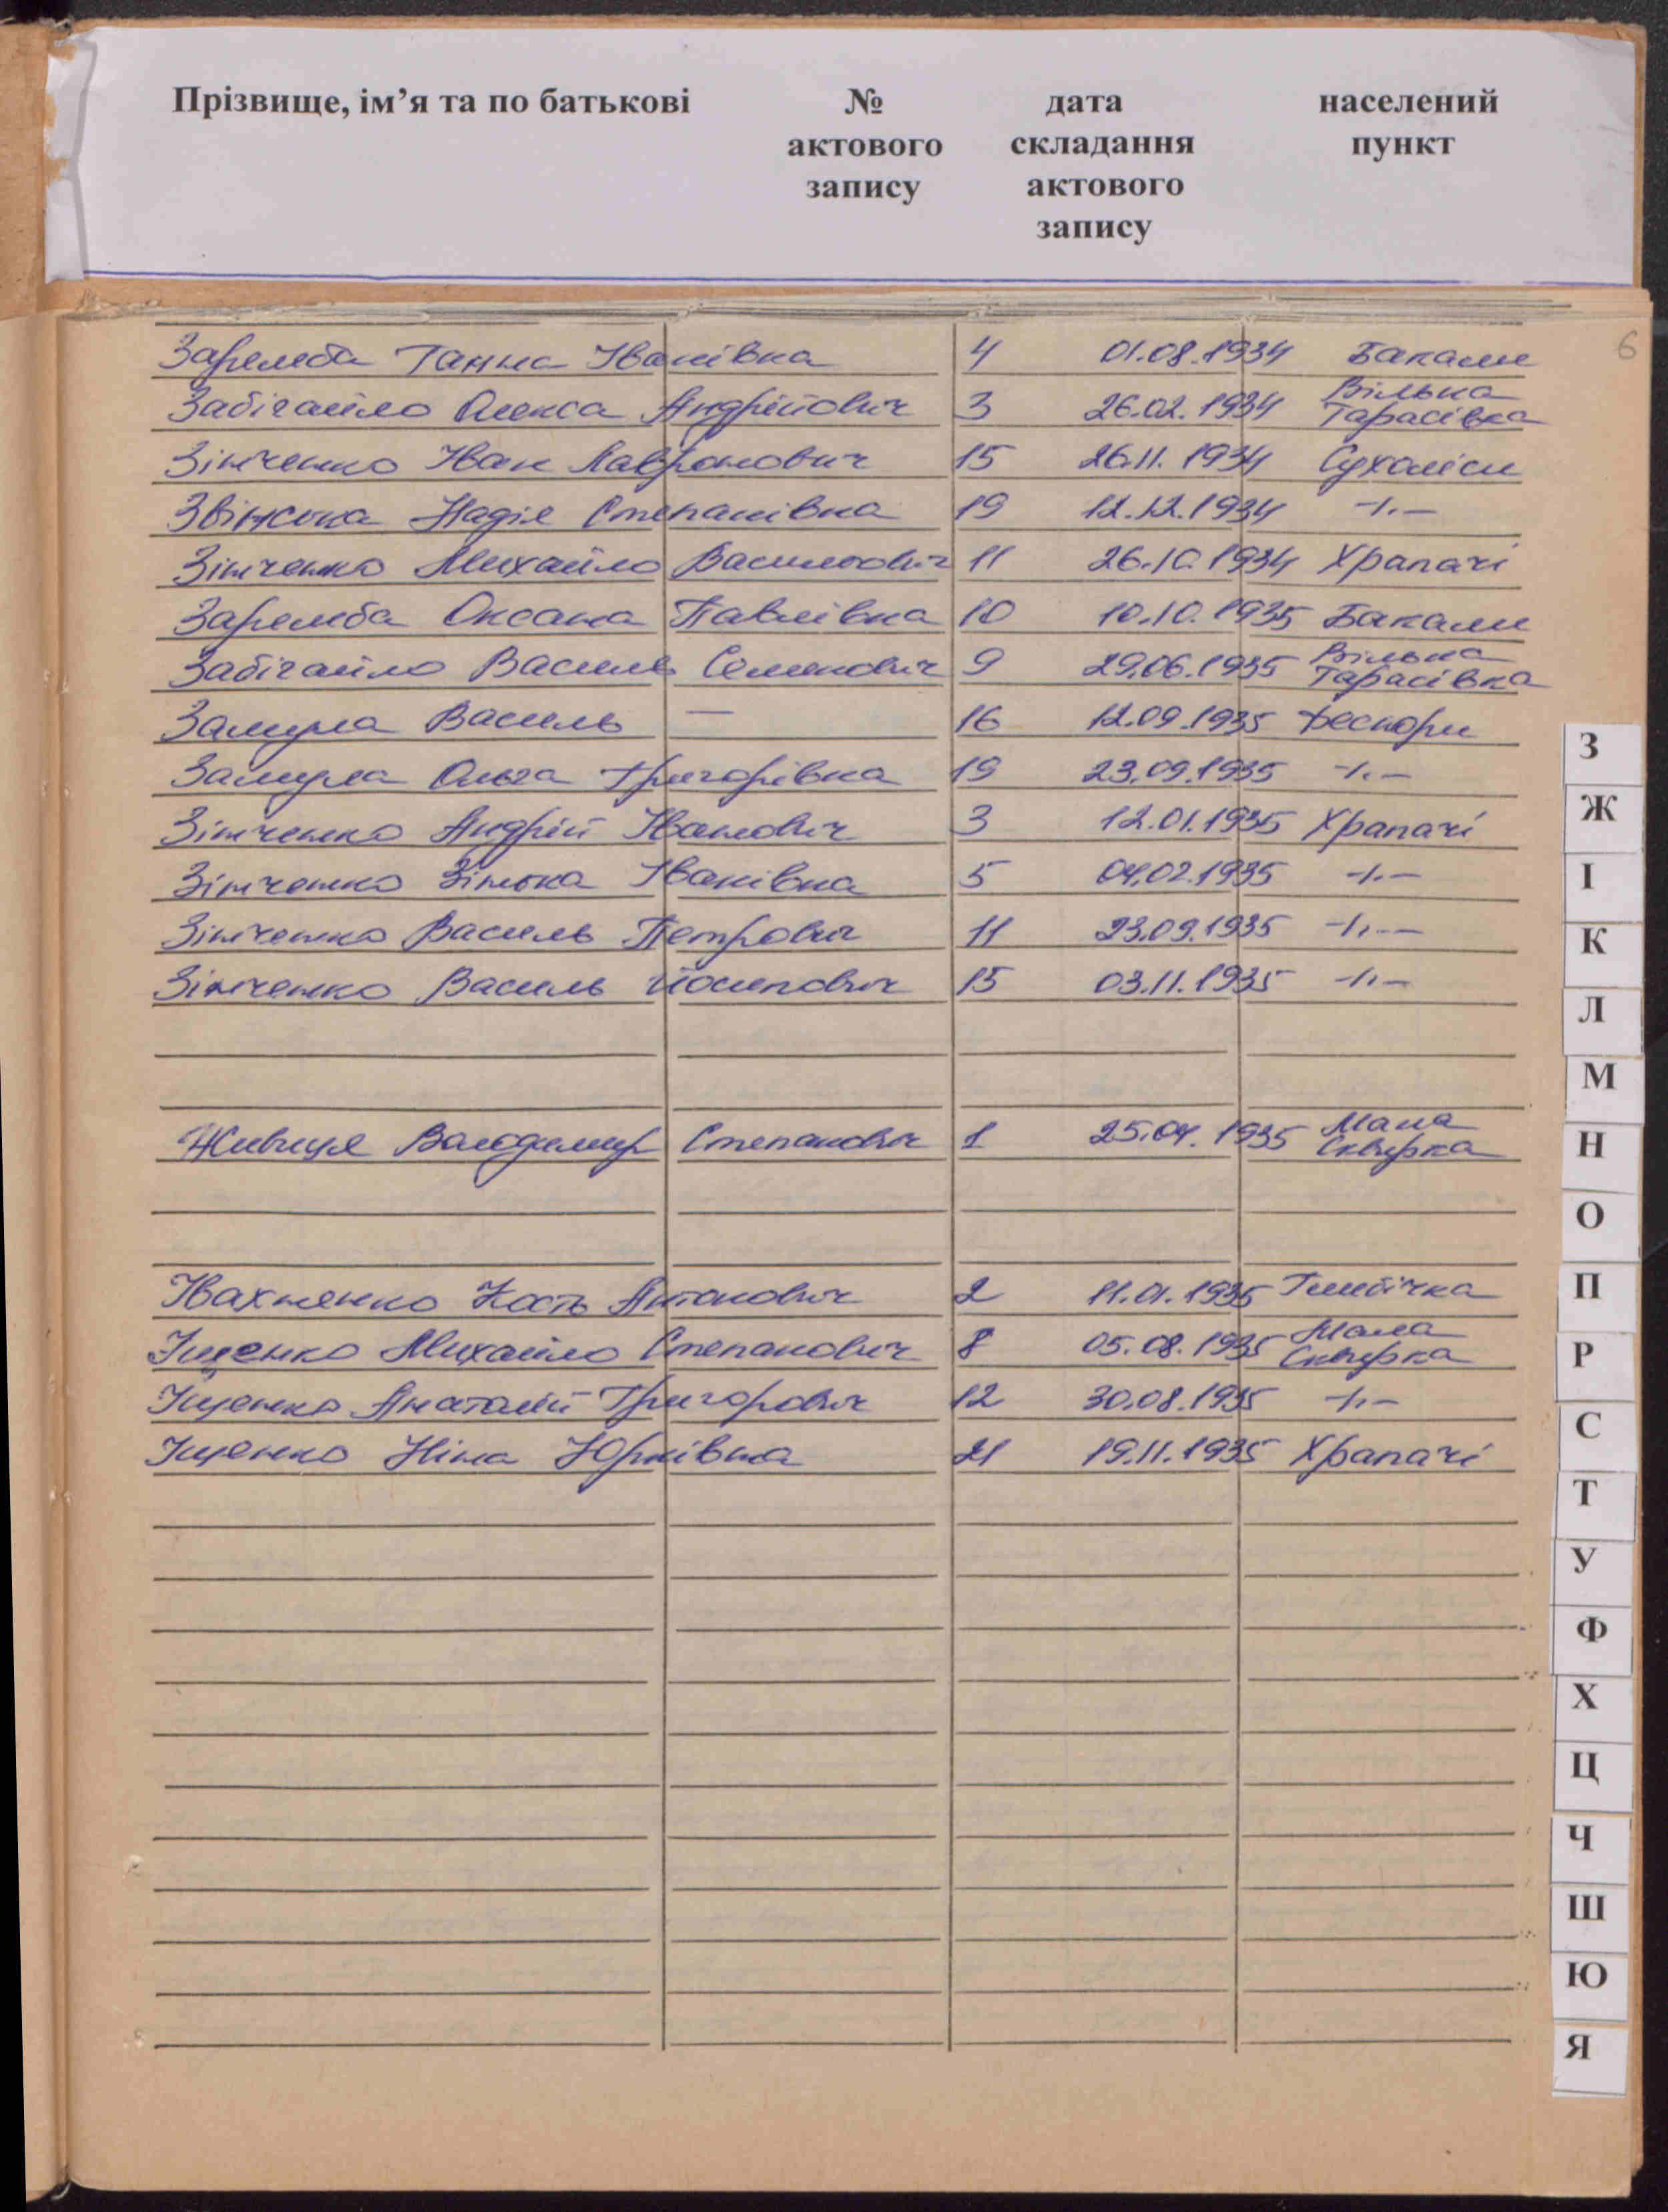 Прізвище, ім’я та по батькові № дата населений
актового складання пункт
запису актового
запису
6
Заремба Ганна Іванівна 4 01.08.1934 Бакали
Забігайло Олекса Андрійович 3 26.02.1934 Вільна Тарасівка
Зінченко Іван Лавронович 15 26.11.1934 Сухоліси
Звінська Надія Степанівна 19 12.12.1934 -//-
Зінченко Михайло Васильович 11 26.10.1934 Храпачі
Заремба Оксана Павлівна 10 10.10.1935 Бакали
Забігайло Василь Семенович 9 29.06.1935 Вільна Тарасівка
Замула Василь — 16 12.09.1935 Фескори
Замула Ольга Григорівна 19 23.09.1935 -//-
Зінченко Андрій Іванович 3 12.01.1935 Храпачі
Зінченко Зінька Іванівна 5 04.02.1935 -//-
Зінченко Василь Петрович 11 23.09.1935 -//-
Зінченко Василь Йосипович 15 03.11.1935 -//-
Живиця Володимир Степанович 1 25.04.1935 Мала Сквирка
Івахненко Кость Антонович 2 11.01.1935 Глибічка
Іщенко Михайло Степанович 8 05.08.1935 Мала Сквирка
Іщенко Анатолій Григорович 12 30.08.1935 -//-
Іщенко Ніна Юрківна 21 19.11.1935 Храпачі
З
Ж
І
К
Л
М
Н
О
П
Р
С
Т
У
Ф
Х
Ц
Ч
Ш
Ю
Я